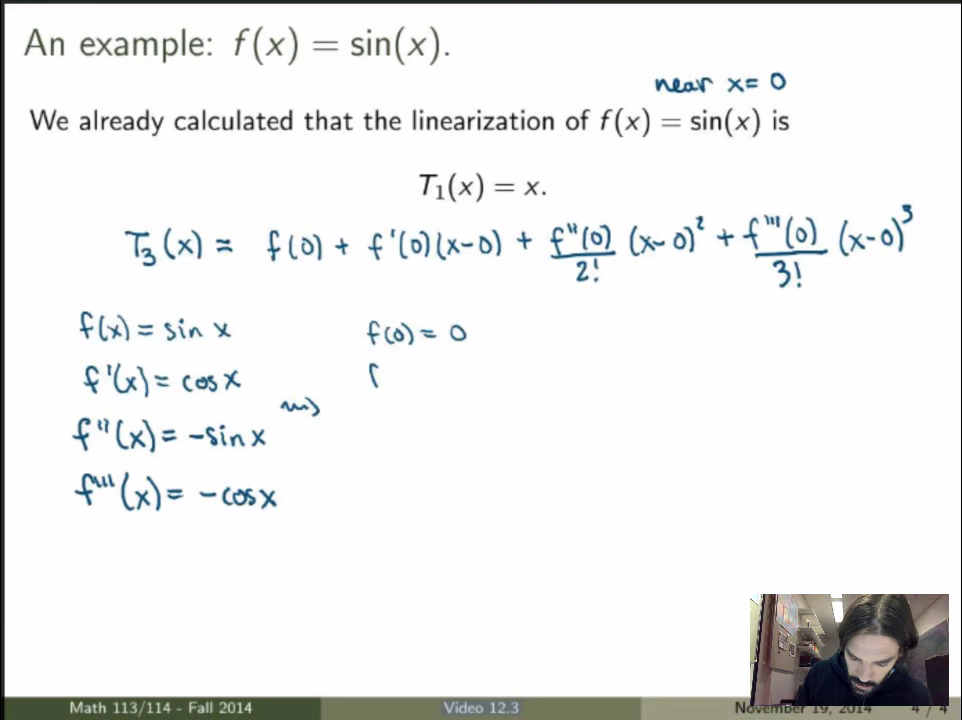 An example: f(x) = sin(x).
near x = 0
We already calculated that the linearization of f(x) = sin(x) is
T₁(x) = x.
T₃(x) = f(0) + f'(0)(x-0) + f''(0)/2! (x-0)² + f'''(0)/3! (x-0)³
f(x) = sin x f(0) = 0
f'(x) = cos x f
f''(x) = -sin x
f'''(x) = -cos x
Math 113/114 - Fall 2014 Video 12.3 November 19, 2014 4 / 4